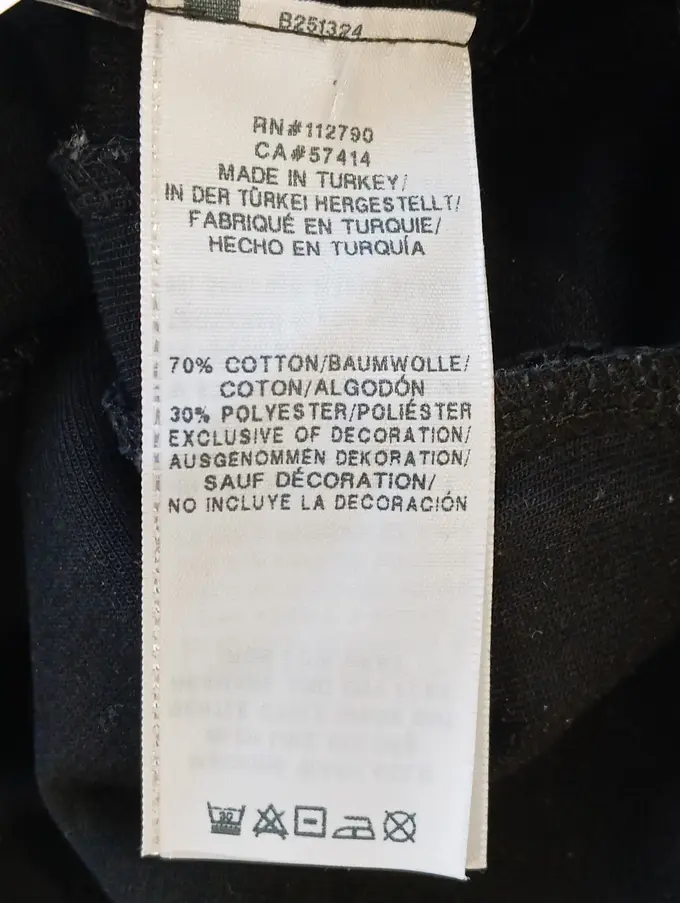 B251324
RN#112790
CA#57414
MADE IN TURKEY/
IN DER TÜRKEI HERGESTELLT/
FABRIQUÉ EN TURQUIE/
HECHO EN TURQUÍA
70% COTTON/BAUMWOLLE/
COTON/ALGODÓN
30% POLYESTER/POLIÉSTER
EXCLUSIVE OF DECORATION/
AUSGENOMMEN DEKORATION/
SAUF DÉCORATION/
NO INCLUYE LA DECORACIÓN
30